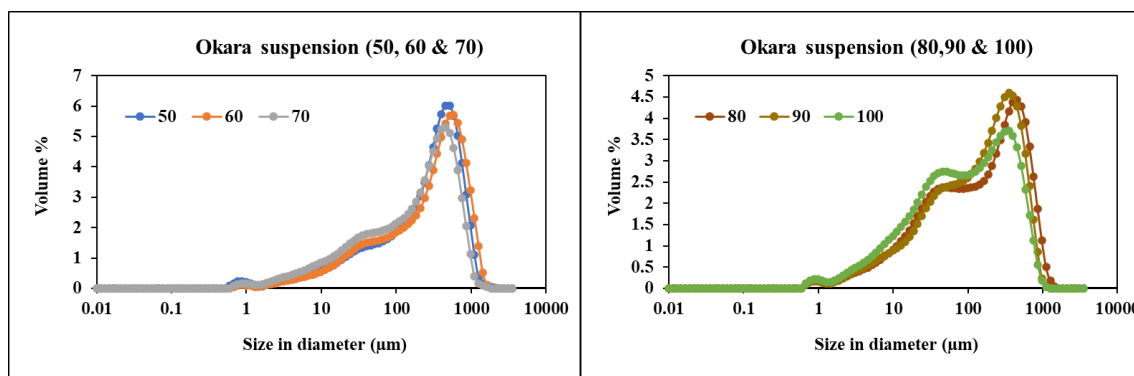 Okara suspension (50, 60 & 70)
7
6
5
4
3
2
1
0
Volume %
50 60 70
0.01 0.1 1 10 100 1000 10000
Size in diameter (µm)
Okara suspension (80,90 & 100)
5
4.5
4
3.5
3
2.5
2
1.5
1
0.5
0
Volume %
80 90 100
0.01 0.1 1 10 100 1000 10000
Size in diameter (µm)